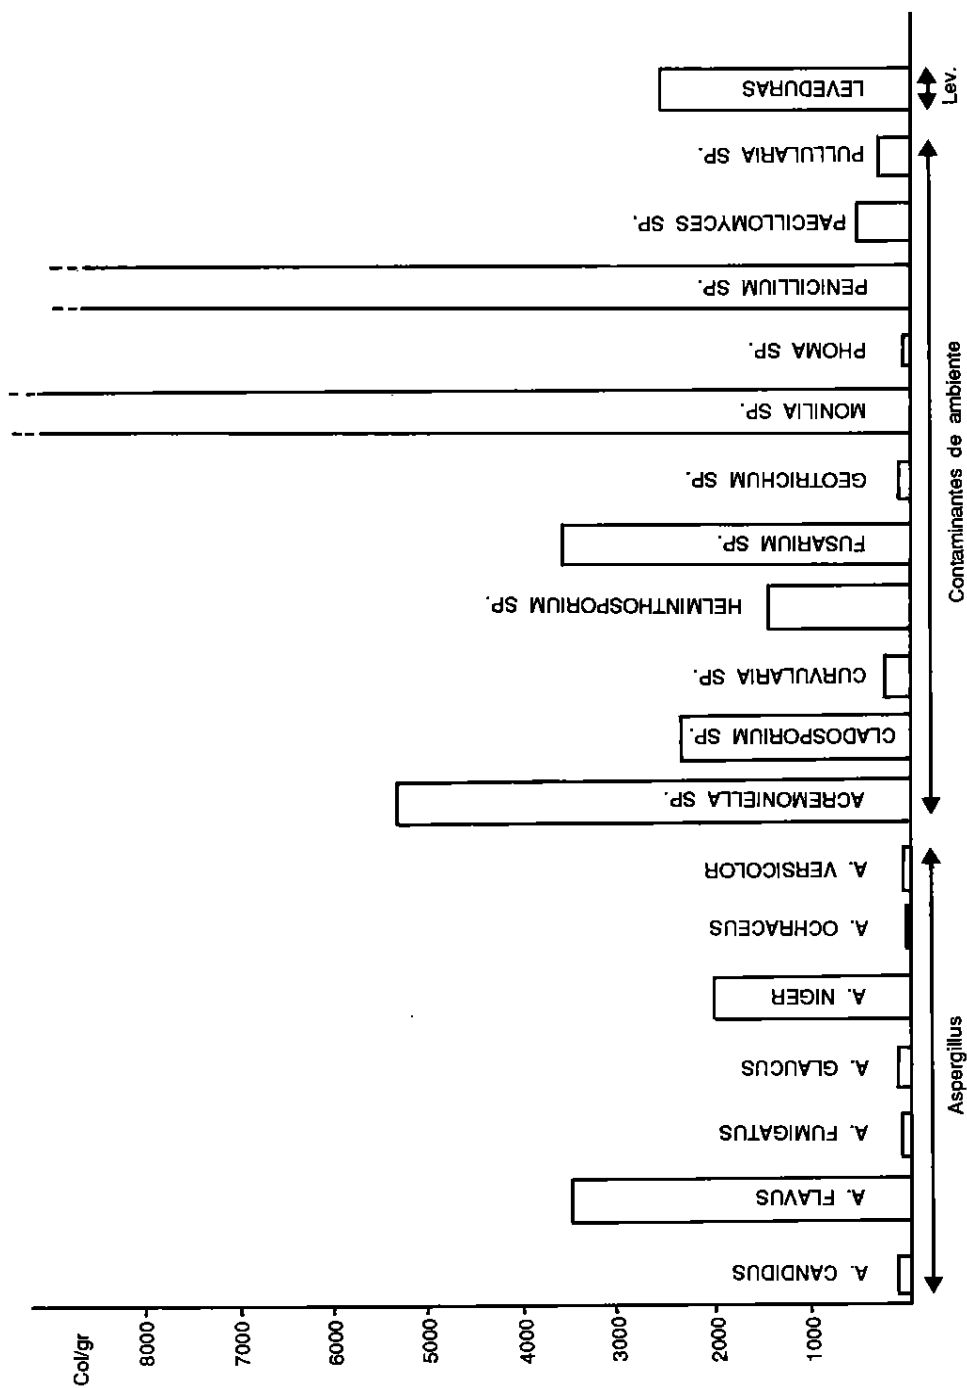 Col/gr
8000
7000
6000
5000
4000
3000
2000
1000
A. CANDIDUS
A. FLAVUS
A. FUMIGATUS
A. GLAUCUS
A. NIGER
A. OCHRACEUS
A. VERSICOLOR
ACREMONIELLA SP.
CLADOSPORIUM SP.
CURVULARIA SP.
HELMINTHOSPORIUM SP.
FUSARIUM SP.
GEOTRICHUM SP.
MONILIA SP.
PHOMA SP.
PENICILLIUM SP.
PAECILLOMYCES SP.
PULLULARIA SP.
LEVEDURAS
Aspergillus
Contaminantes de ambiente
Lev.